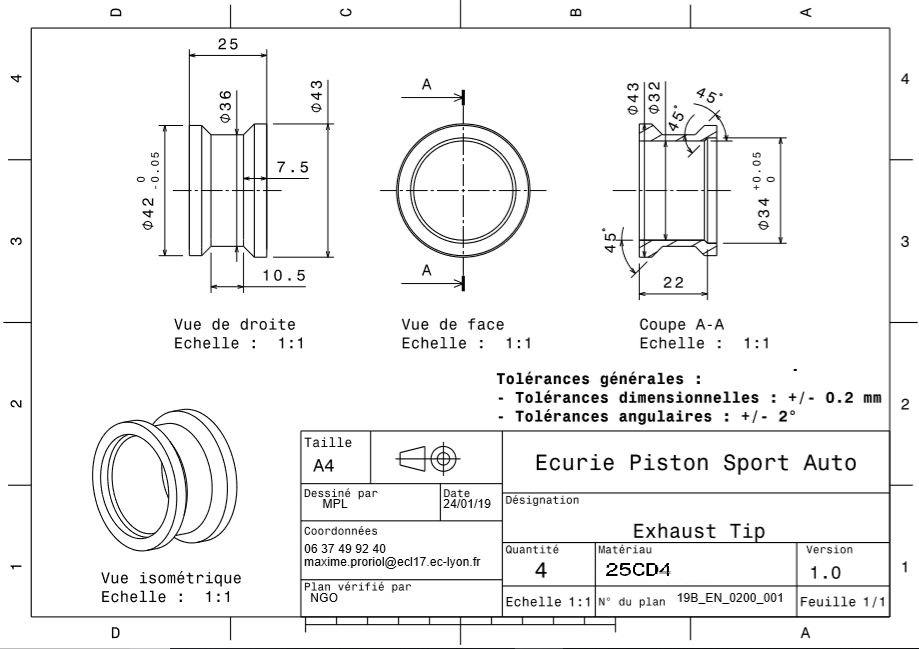 D C B A
4 4
25
Ø36
Ø43
7.5
Ø42 0 -0.05
10.5
A
A
Ø43
Ø32
45°
45°
Ø34 +0.05 0
45°
22
3 3
Vue de droite
Echelle : 1:1
Vue de face
Echelle : 1:1
Coupe A-A
Echelle : 1:1
Tolérances générales :
- Tolérances dimensionnelles : +/- 0.2 mm
- Tolérances angulaires : +/- 2°
2 2
Taille
A4
Ecurie Piston Sport Auto
Dessiné par
MPL
Date
24/01/19
Désignation
Exhaust Tip
Coordonnées
06 37 49 92 40
maxime.proriol@ecl17.ec-lyon.fr
Quantité
4
Matériau
25CD4
Version
1.0
Plan vérifié par
NGO
Echelle 1:1
N° du plan 19B_EN_0200_001
Feuille 1/1
Vue isométrique
Echelle : 1:1
1 1
D A